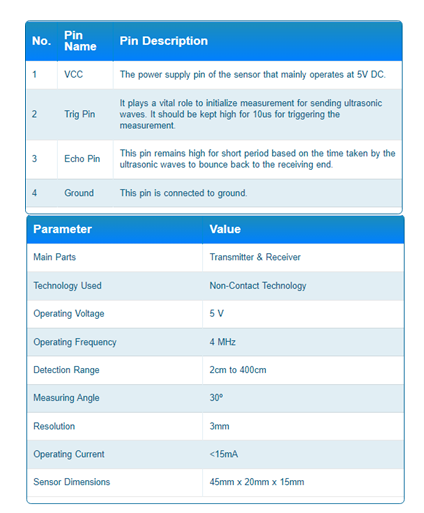 No. Pin Name Pin Description
1 VCC The power supply pin of the sensor that mainly operates at 5V DC.
2 Trig Pin It plays a vital role to initialize measurement for sending ultrasonic
waves. It should be kept high for 10us for triggering the
measurement.
3 Echo Pin This pin remains high for short period based on the time taken by the
ultrasonic waves to bounce back to the receiving end.
4 Ground This pin is connected to ground.
Parameter Value
Main Parts Transmitter & Receiver
Technology Used Non-Contact Technology
Operating Voltage 5 V
Operating Frequency 4 MHz
Detection Range 2cm to 400cm
Measuring Angle 30º
Resolution 3mm
Operating Current <15mA
Sensor Dimensions 45mm x 20mm x 15mm